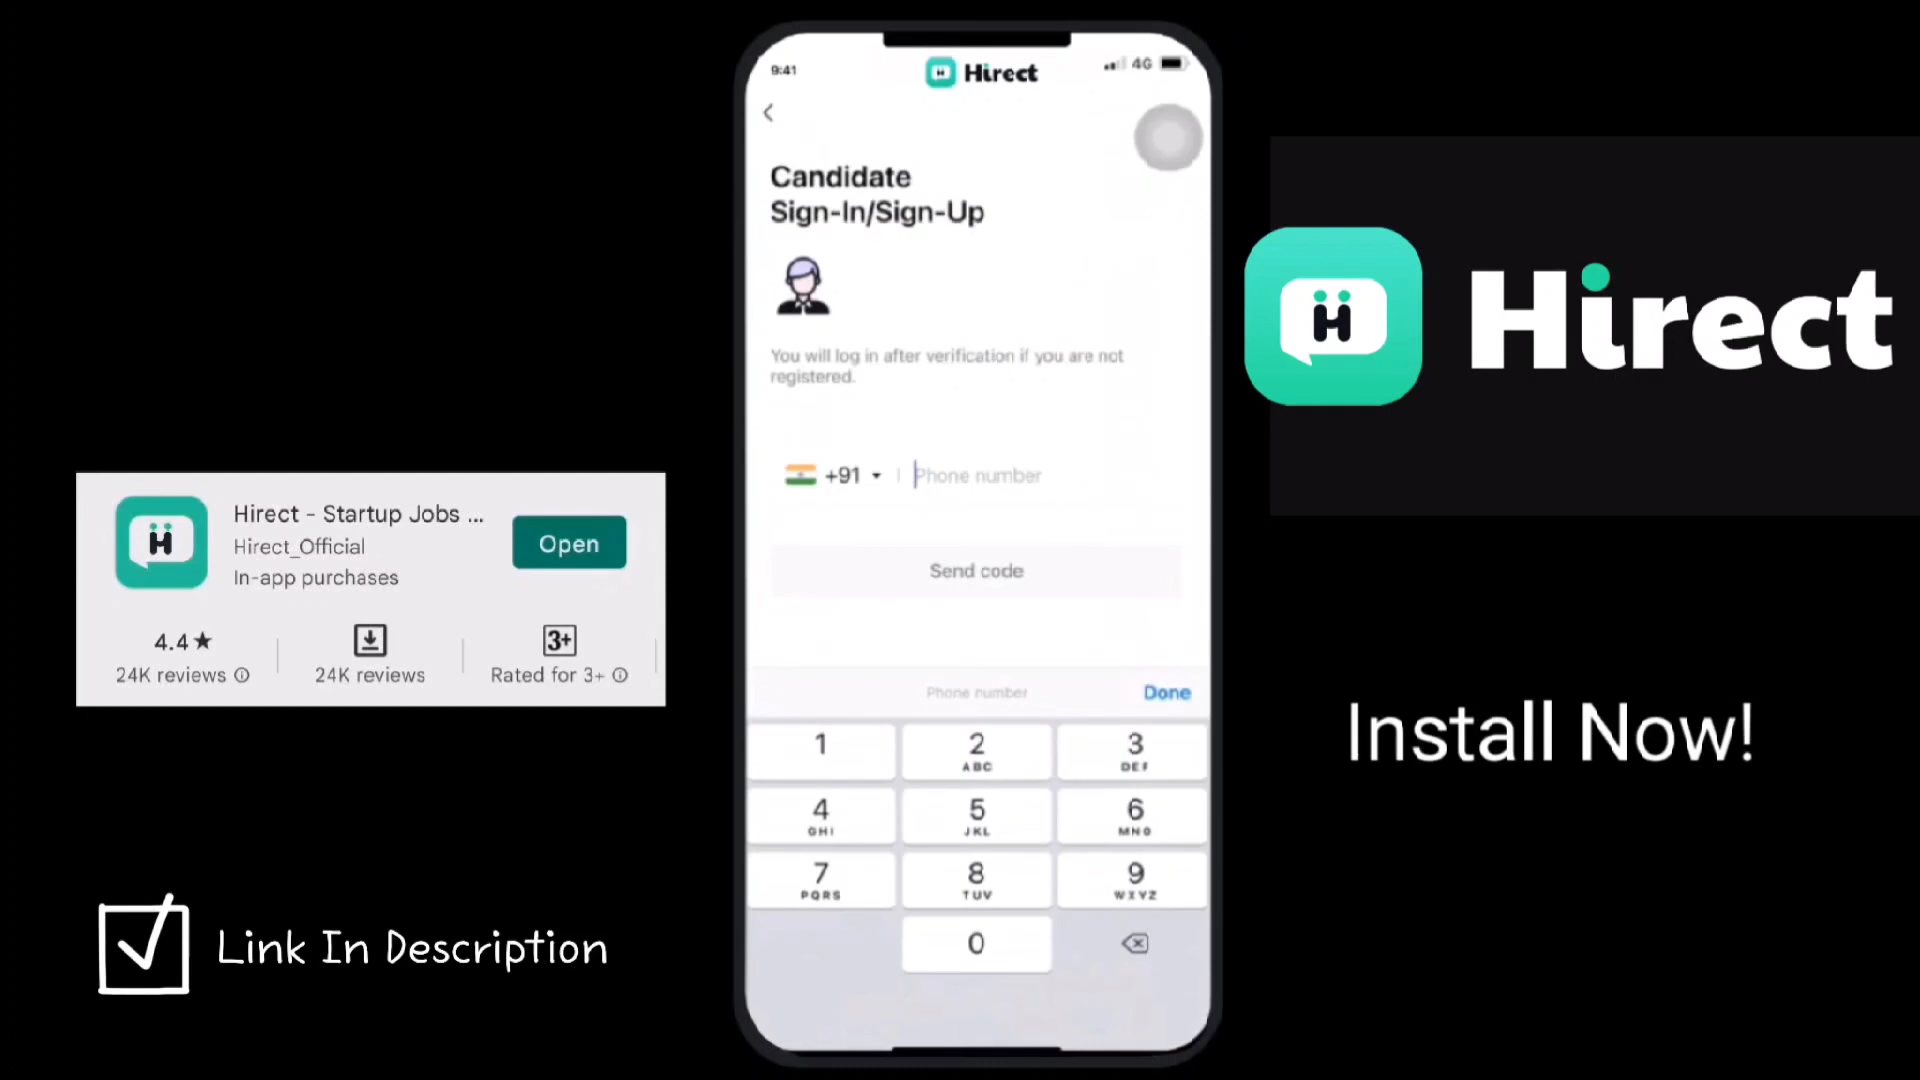 9:41
Hirect
4G
Candidate
Sign-In/Sign-Up
You will log in after verification if you are not
registered.
+91
Phone number
Send code
Phone number
Done
1
2
ABC
3
DEF
4
GHI
5
JKL
6
MNO
7
PQRS
8
TUV
9
WXYZ
0
Hirect - Startup Jobs ...
Hirect_Official
In-app purchases
Open
4.4★
24K reviews
24K reviews
3+
Rated for 3+
Link In Description
H
Hirect
Install Now!